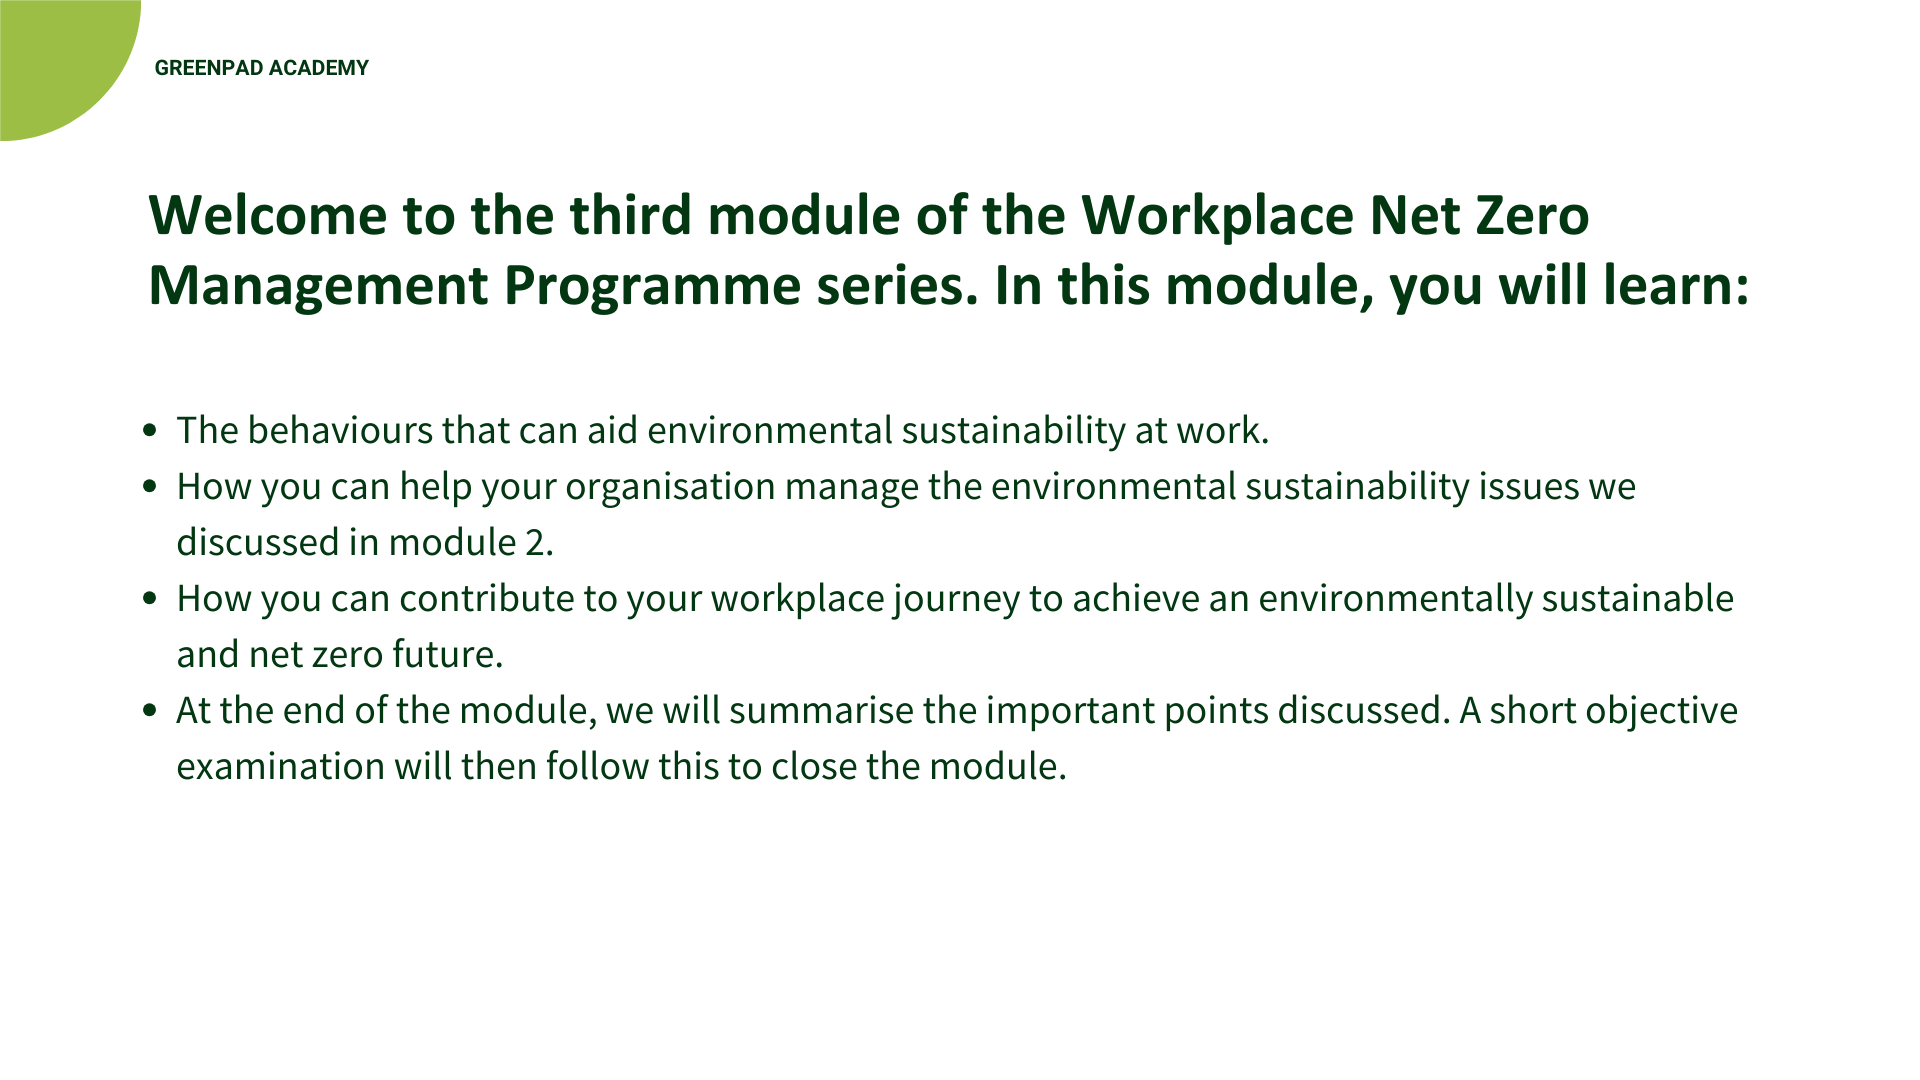 GREENPAD ACADEMY
Welcome to the third module of the Workplace Net Zero
Management Programme series. In this module, you will learn:
• The behaviours that can aid environmental sustainability at work.
• How you can help your organisation manage the environmental sustainability issues we
discussed in module 2.
• How you can contribute to your workplace journey to achieve an environmentally sustainable
and net zero future.
• At the end of the module, we will summarise the important points discussed. A short objective
examination will then follow this to close the module.